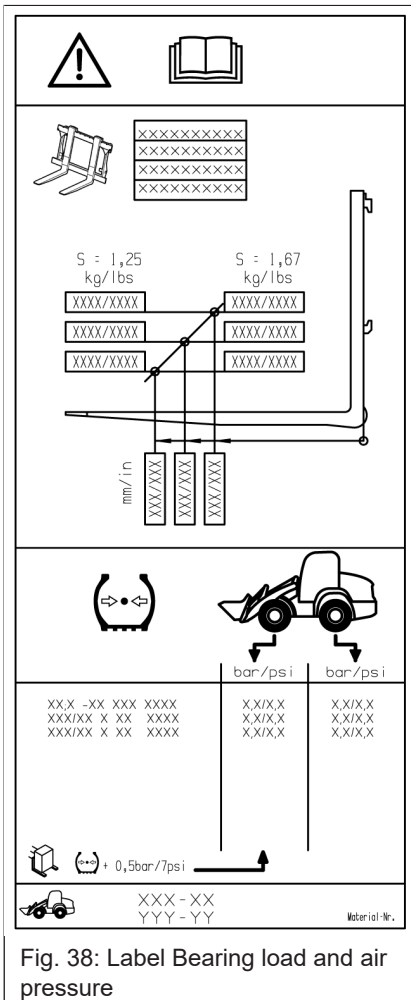 XXXXXXXXXX
XXXXXXXXXX
XXXXXXXXXX
XXXXXXXXXX
S = 1,25 S = 1,67
kg/lbs kg/lbs
XXXX/XXXX XXXX/XXXX
XXXX/XXXX XXXX/XXXX
XXXX/XXXX XXXX/XXXX
mm/in XXX/XXX XXX/XXX XXX/XXX
bar/psi bar/psi
XX,X -XX XXX XXXX X,X/X,X X,X/X,X
XXX/XX X XX XXXX X,X/X,X X,X/X,X
XXX/XX X XX XXXX X,X/X,X X,X/X,X
+ 0,5bar/7psi
XXX-XX
YYY-YY Material-Nr.
Fig. 38: Label Bearing load and air
pressure